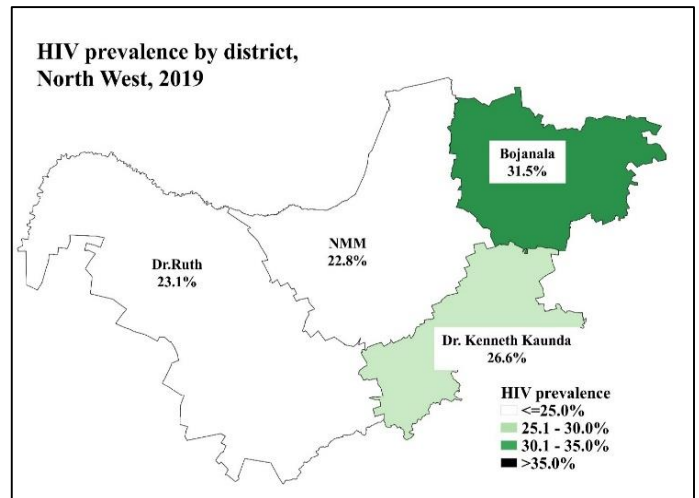 HIV prevalence by district,
North West, 2019
Bojanala
31.5%
NMM
22.8%
Dr.Ruth
23.1%
Dr. Kenneth Kaunda
26.6%
HIV prevalence
<=25.0%
25.1 - 30.0%
30.1 - 35.0%
>35.0%